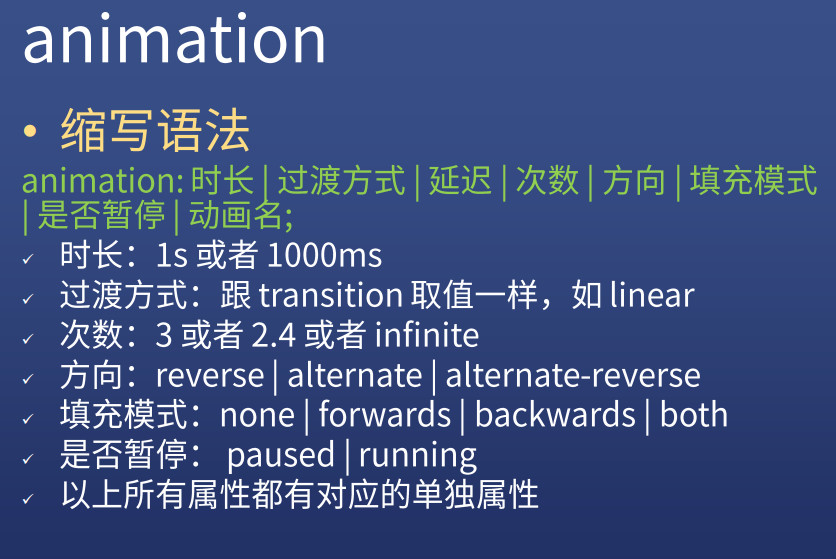 animation
• 缩写语法
animation: 时长 | 过渡方式 | 延迟 | 次数 | 方向 | 填充模式
| 是否暂停 | 动画名;
✓ 时长：1s 或者 1000ms
✓ 过渡方式：跟 transition 取值一样，如 linear
✓ 次数：3 或者 2.4 或者 infinite
✓ 方向：reverse | alternate | alternate-reverse
✓ 填充模式：none | forwards | backwards | both
✓ 是否暂停： paused | running
✓ 以上所有属性都有对应的单独属性